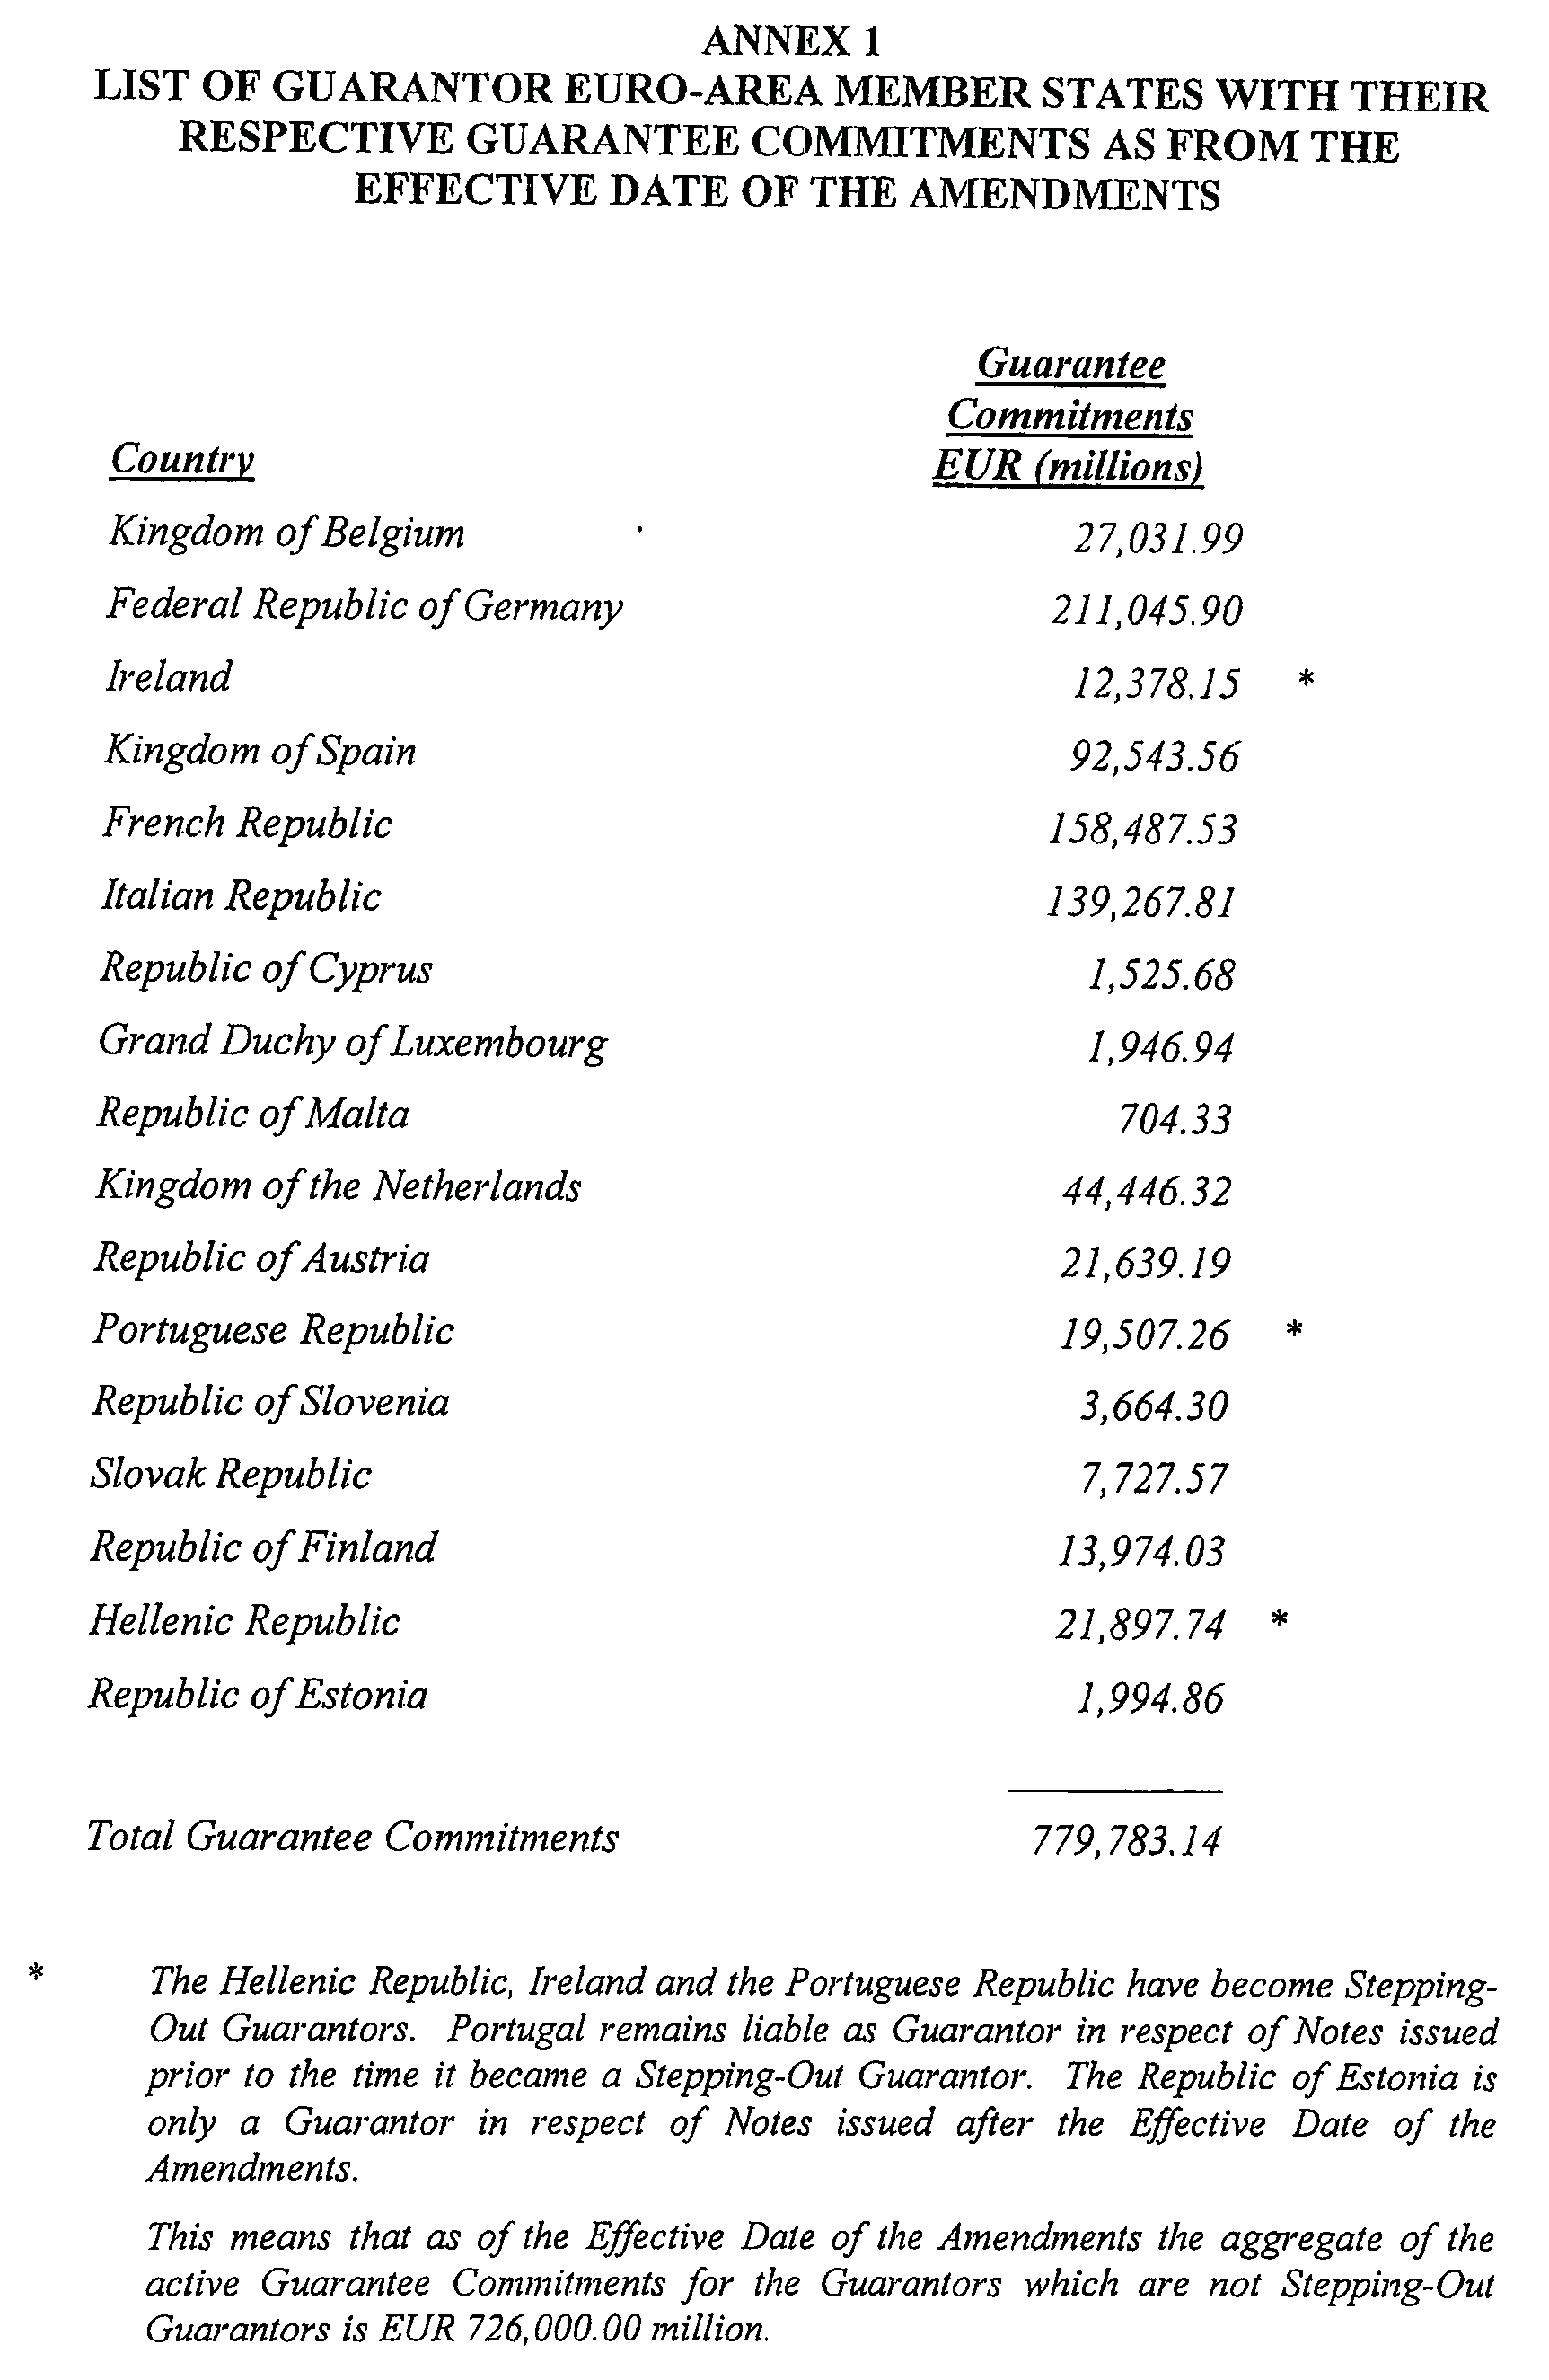 ANNEX 1
LIST OF GUARANTOR EURO-AREA MEMBER STATES WITH THEIR
RESPECTIVE GUARANTEE COMMITMENTS AS FROM THE
EFFECTIVE DATE OF THE AMENDMENTS
Guarantee
Commitments
Country EUR (millions)
Kingdom of Belgium 27,031.99
Federal Republic of Germany 211,045.90
Ireland 12,378.15 *
Kingdom of Spain 92,543.56
French Republic 158,487.53
Italian Republic 139,267.81
Republic of Cyprus 1,525.68
Grand Duchy of Luxembourg 1,946.94
Republic of Malta 704.33
Kingdom of the Netherlands 44,446.32
Republic of Austria 21,639.19
Portuguese Republic 19,507.26 *
Republic of Slovenia 3,664.30
Slovak Republic 7,727.57
Republic of Finland 13,974.03
Hellenic Republic 21,897.74 *
Republic of Estonia 1,994.86
Total Guarantee Commitments 779,783.14
* The Hellenic Republic, Ireland and the Portuguese Republic have become Stepping-
Out Guarantors. Portugal remains liable as Guarantor in respect of Notes issued
prior to the time it became a Stepping-Out Guarantor. The Republic of Estonia is
only a Guarantor in respect of Notes issued after the Effective Date of the
Amendments.
This means that as of the Effective Date of the Amendments the aggregate of the
active Guarantee Commitments for the Guarantors which are not Stepping-Out
Guarantors is EUR 726,000.00 million.